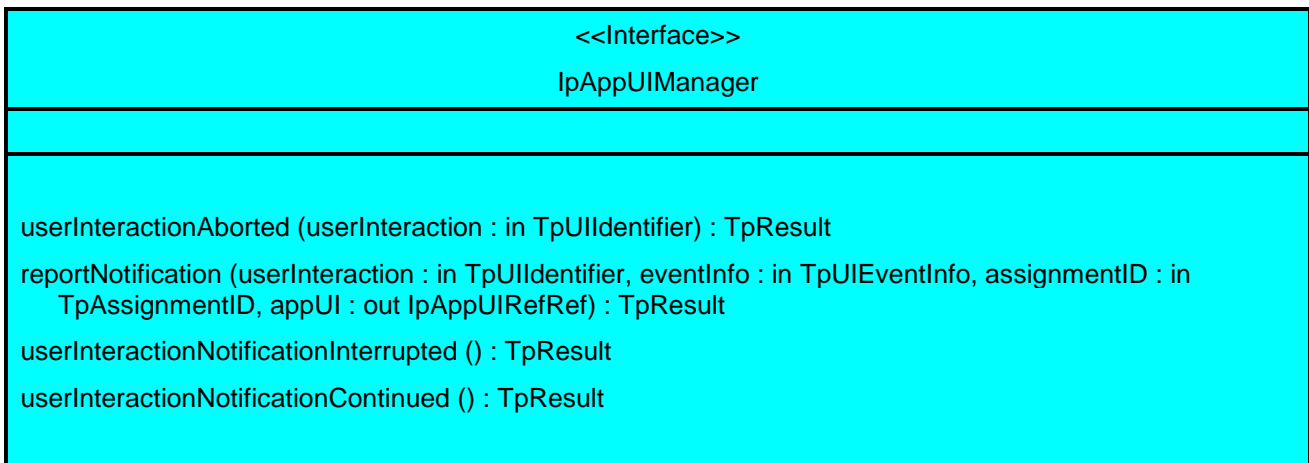 <<Interface>>
IpAppUIManager
userInteractionAborted (userInteraction : in TpUIIdentifier) : TpResult
reportNotification (userInteraction : in TpUIIdentifier, eventInfo : in TpUIEventInfo, assignmentID : in
TpAssignmentID, appUI : out IpAppUIRefRef) : TpResult
userInteractionNotificationInterrupted () : TpResult
userInteractionNotificationContinued () : TpResult